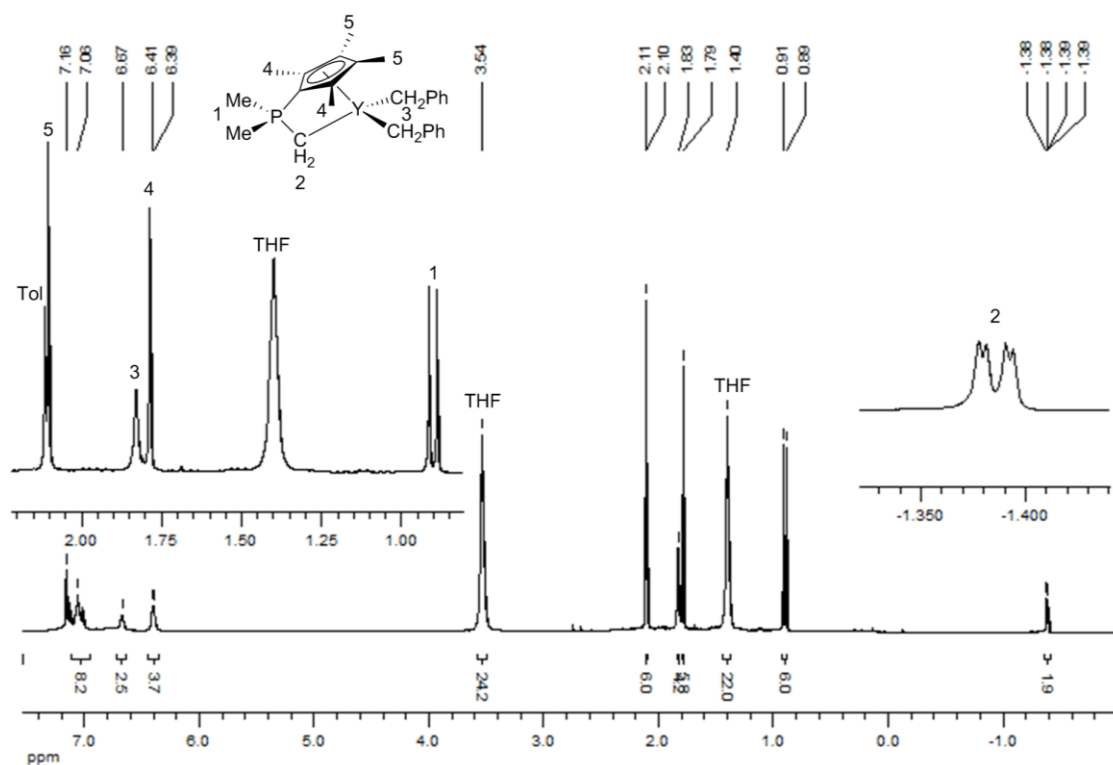 7.16 7.06 6.67 6.41 6.39 3.54 2.11 2.10 1.83 1.79 1.40 0.91 0.89 -1.38 -1.38 -1.39 -1.39
5
5
4
4
Me
1
P
Me
Y
CH2Ph
3
CH2Ph
C
H2
2
5
4
THF
1
Tol
3
THF
THF
2
2.00 1.75 1.50 1.25 1.00
-1.350 -1.400
8.2 2.5 3.7 24.2 6.0 22.0 6.0 1.9
7.0 6.0 5.0 4.0 3.0 2.0 1.0 0.0 -1.0
ppm